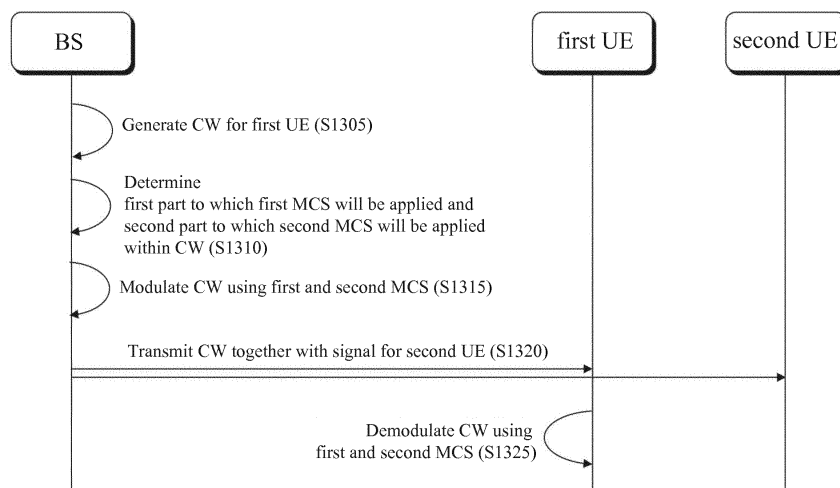 BS
first UE
second UE
Generate CW for first UE (S1305)
Determine
first part to which first MCS will be applied and
second part to which second MCS will be applied
within CW (S1310)
Modulate CW using first and second MCS (S1315)
Transmit CW together with signal for second UE (S1320)
Demodulate CW using
first and second MCS (S1325)